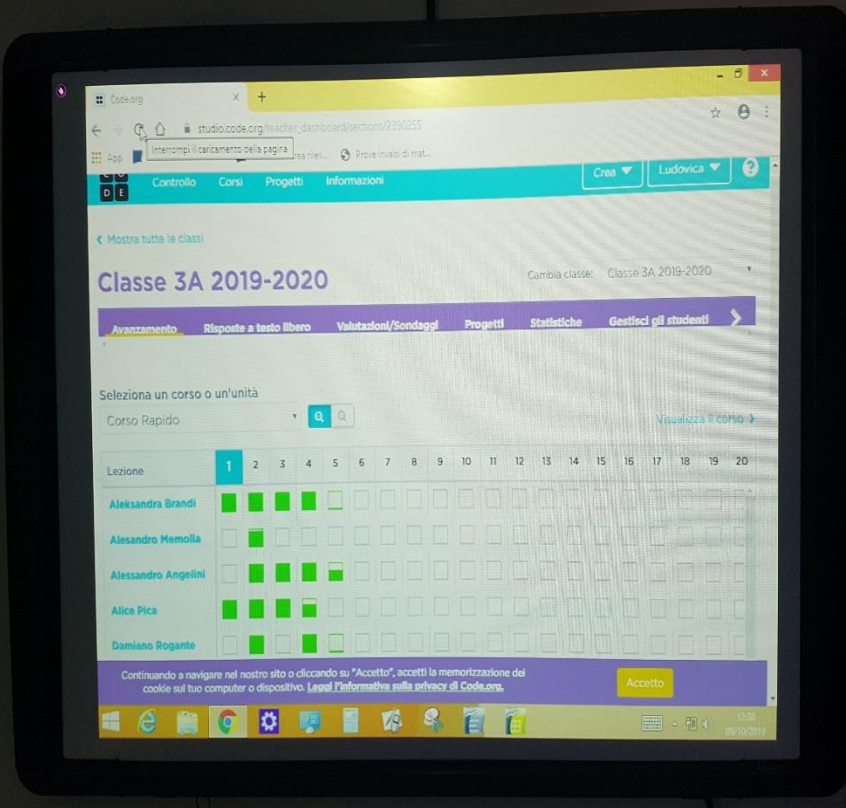 Code.org × +
studio.code.org/teacher_dashboard/sections/2390255
App
Interrompi il caricamento della pagina
Prove invalsi di mat...
D E
Controllo Corsi Progetti Informazioni Crea Ludovica ?
Mostra tutte le classi
Classe 3A 2019-2020
Cambia classe: Classe 3A 2019-2020
Avanzamento Risposte a testo libero Valutazioni/Sondaggi Progetti Statistiche Gestisci gli studenti
Seleziona un corso o un'unità
Corso Rapido
Visualizza il corso
Lezione 1 2 3 4 5 6 7 8 9 10 11 12 13 14 15 16 17 18 19 20
Aleksandra Brandi
Alesandro Memolla
Alessandro Angelini
Alice Pica
Damiano Rogante
Continuando a navigare nel nostro sito o cliccando su "Accetto", accetti la memorizzazione dei
cookie sul tuo computer o dispositivo. Leggi l'informativa sulla privacy di Code.org.
Accetto
09/10/2019